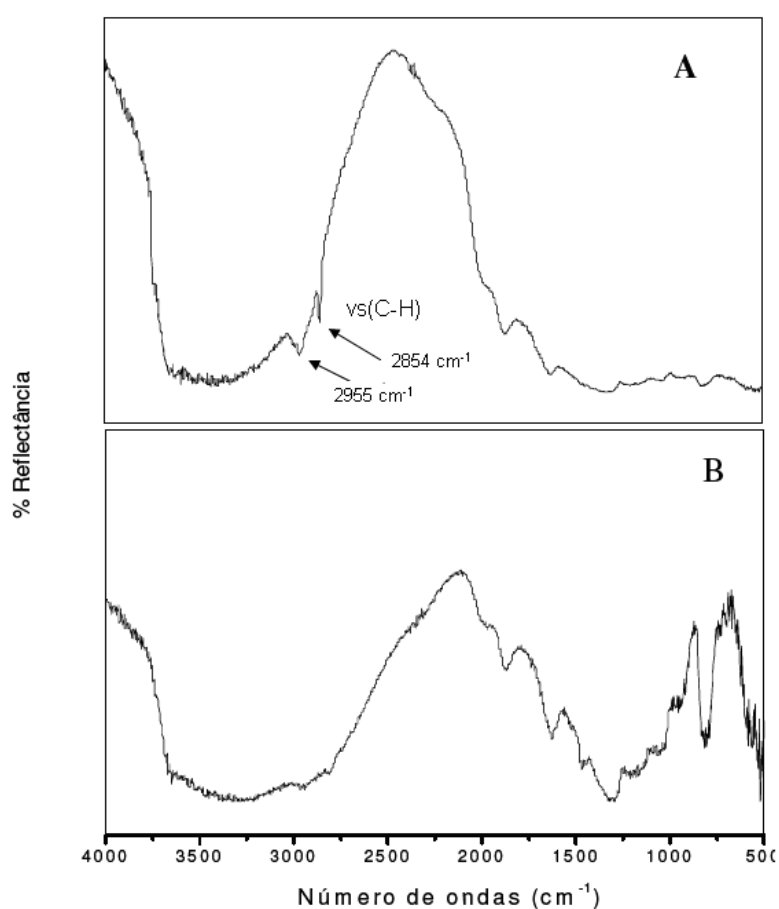 A
vs(C-H)
2854 cm⁻¹
2955 cm⁻¹
% Reflectância
B
4000 3500 3000 2500 2000 1500 1000 500
Número de ondas (cm⁻¹)